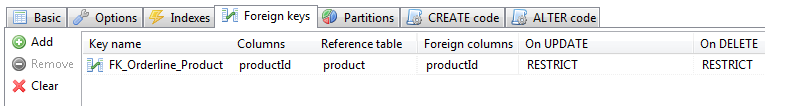 Basic Options Indexes Foreign keys Partitions CREATE code ALTER code
Add
Remove
Clear
Key name Columns Reference table Foreign columns On UPDATE On DELETE
FK_Orderline_Product productId product productId RESTRICT RESTRICT